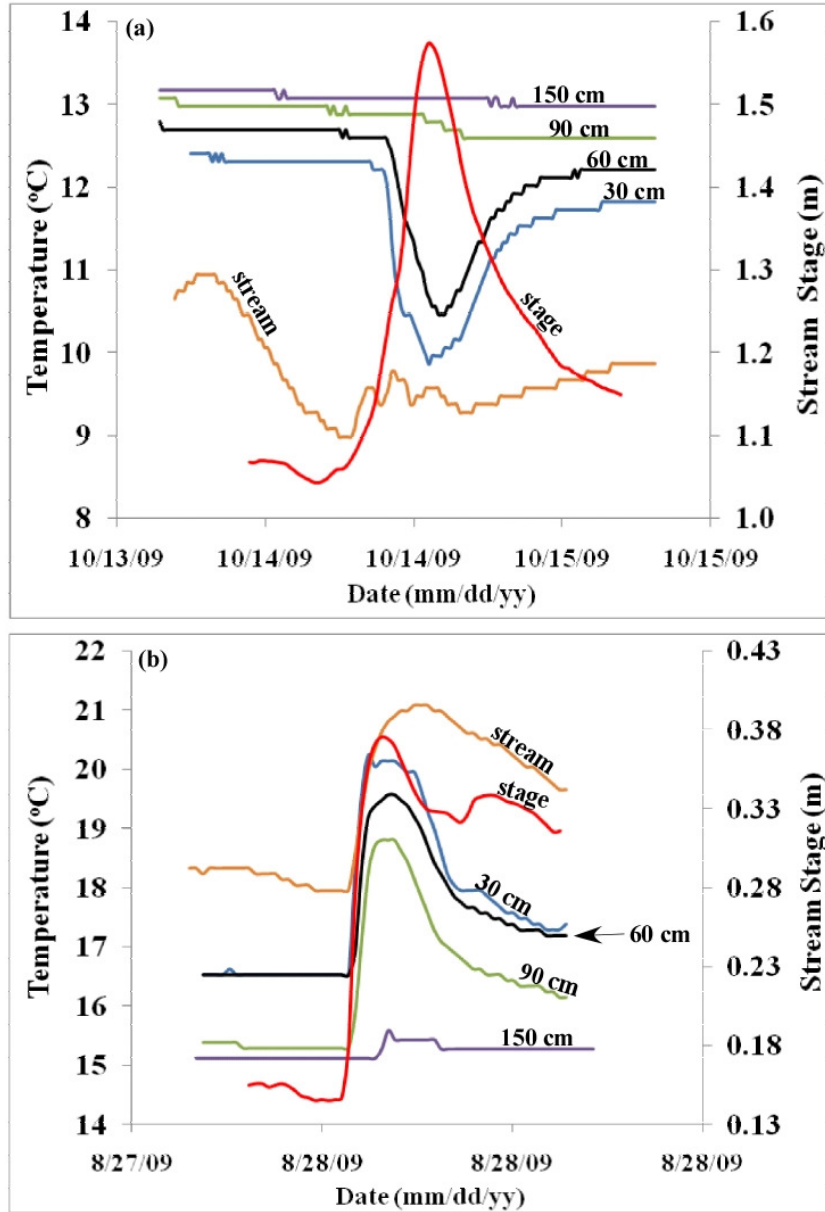 (a)
14
13
12
11
10
9
8
Temperature (°C)
1.6
1.5
1.4
1.3
1.2
1.1
1.0
Stream Stage (m)
150 cm
90 cm
60 cm
30 cm
stream
stage
10/13/09 10/14/09 10/14/09 10/15/09 10/15/09
Date (mm/dd/yy)
(b)
22
21
20
19
18
17
16
15
14
Temperature (°C)
0.43
0.38
0.33
0.28
0.23
0.18
0.13
Stream Stage (m)
stream
stage
30 cm
60 cm
90 cm
150 cm
8/27/09 8/28/09 8/28/09 8/28/09
Date (mm/dd/yy)